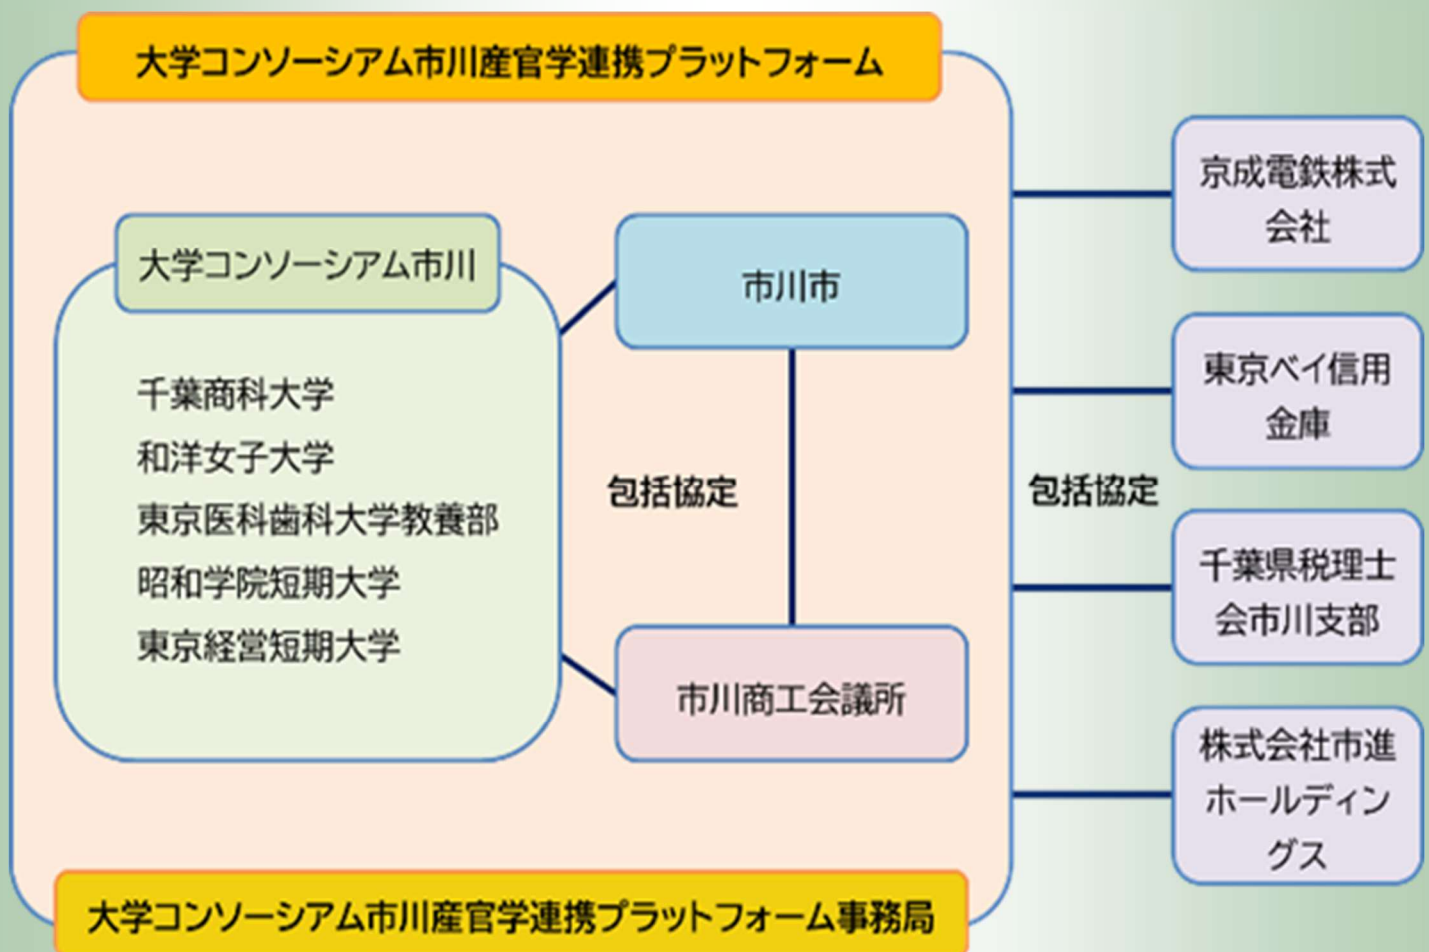 大学コンソーシアム市川産官学連携プラットフォーム
大学コンソーシアム市川
千葉商科大学
和洋女子大学
東京医科歯科大学教養部
昭和学院短期大学
東京経営短期大学
市川市
包括協定
市川商工会議所
包括協定
京成電鉄株式
会社
東京ベイ信用
金庫
千葉県税理士
会市川支部
株式会社市進
ホールディン
グス
大学コンソーシアム市川産官学連携プラットフォーム事務局